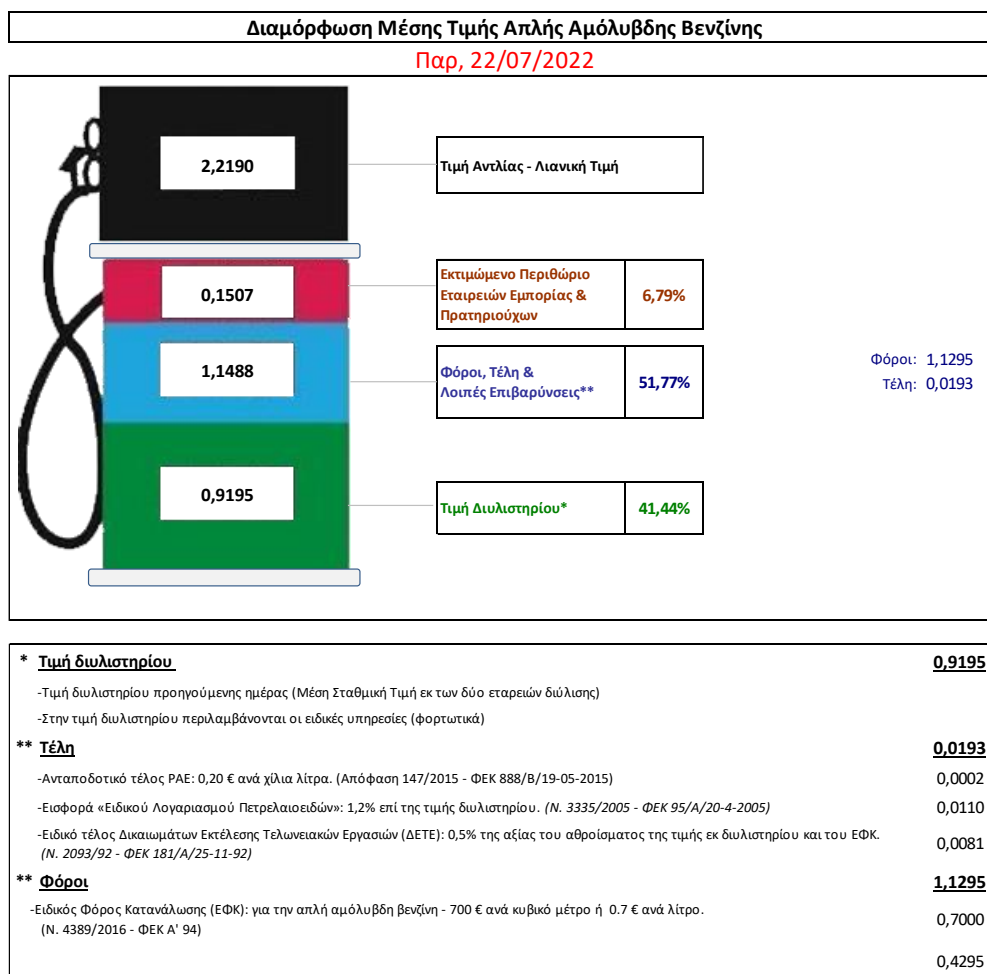 Διαμόρφωση Μέσης Τιμής Απλής Αμόλυβδης Βενζίνης
Παρ, 22/07/2022
2,2190
Τιμή Αντλίας - Λιανική Τιμή
0,1507
Εκτιμώμενο Περιθώριο
Εταιρειών Εμπορίας &
Πρατηριούχων
6,79%
1,1488
Φόροι, Τέλη &
Λοιπές Επιβαρύνσεις**
51,77%
Φόροι: 1,1295
Τέλη: 0,0193
0,9195
Τιμή Διυλιστηρίου*
41,44%
* Τιμή διυλιστηρίου 0,9195
-Τιμή διυλιστηρίου προηγούμενης ημέρας (Μέση Σταθμική Τιμή εκ των δύο εταρειών διύλισης)
-Στην τιμή διυλιστηρίου περιλαμβάνονται οι ειδικές υπηρεσίες (φορτωτικά)
** Τέλη 0,0193
-Ανταποδοτικό τέλος ΡΑΕ: 0,20 € ανά χίλια λίτρα. (Απόφαση 147/2015 - ΦΕΚ 888/Β/19-05-2015) 0,0002
-Εισφορά «Ειδικού Λογαριασμού Πετρελαιοειδών»: 1,2% επί της τιμής διυλιστηρίου. (Ν. 3335/2005 - ΦΕΚ 95/Α/20-4-2005) 0,0110
-Ειδικό τέλος Δικαιωμάτων Εκτέλεσης Τελωνειακών Εργασιών (ΔΕΤΕ): 0,5% της αξίας του αθροίσματος της τιμής εκ διυλιστηρίου και του ΕΦΚ.
(Ν. 2093/92 - ΦΕΚ 181/Α/25-11-92) 0,0081
** Φόροι 1,1295
-Ειδικός Φόρος Κατανάλωσης (ΕΦΚ): για την απλή αμόλυβδη βενζίνη - 700 € ανά κυβικό μέτρο ή 0.7 € ανά λίτρο.
(Ν. 4389/2016 - ΦΕΚ Α' 94) 0,7000
0,4295